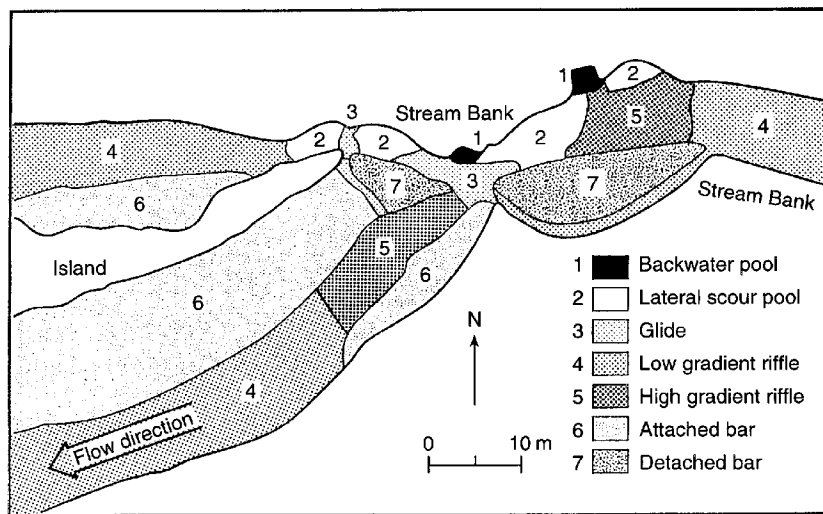 1
2
3
Stream Bank
4
2
2
1
2
5
4
3
7
7
Stream Bank
6
5
6
Island
6
4
Flow direction
N
0 10 m
1 Backwater pool
2 Lateral scour pool
3 Glide
4 Low gradient riffle
5 High gradient riffle
6 Attached bar
7 Detached bar